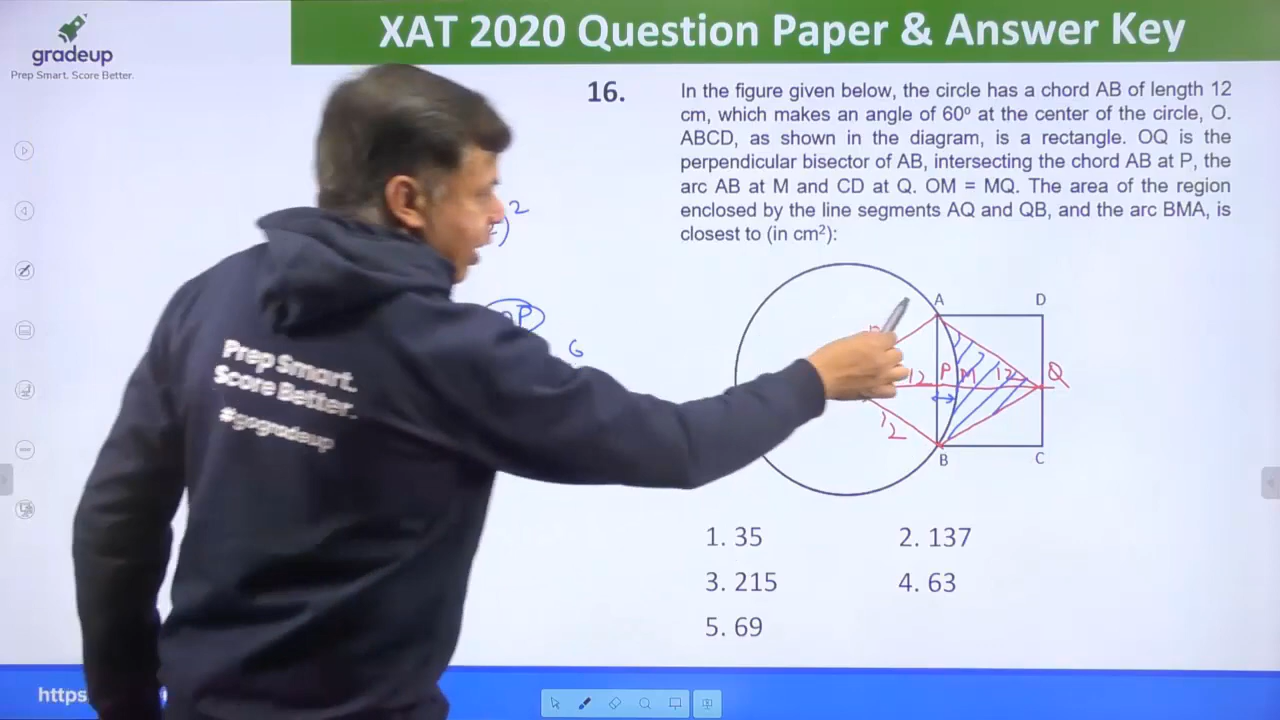 gradeup
Prep Smart. Score Better.
XAT 2020 Question Paper & Answer Key
16.
In the figure given below, the circle has a chord AB of length 12
cm, which makes an angle of 60º at the center of the circle, O.
ABCD, as shown in the diagram, is a rectangle. OQ is the
perpendicular bisector of AB, intersecting the chord AB at P, the
arc AB at M and CD at Q. OM = MQ. The area of the region
enclosed by the line segments AQ and QB, and the arc BMA, is
closest to (in cm²):
A D
12 P M 12 Q
12
B C
6
1. 35 2. 137
3. 215 4. 63
5. 69
Prep Smart.
Score Better.
#gogradeup
https